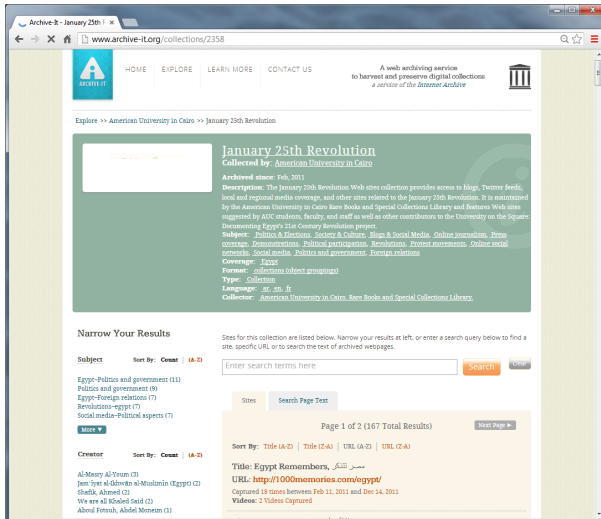 Archive-It - January 25th R
www.archive-it.org/collections/2358
ARCHIVE-IT
HOME EXPLORE LEARN MORE CONTACT US
A web archiving service
to harvest and preserve digital collections
a service of the Internet Archive
Explore >> American University in Cairo >> January 25th Revolution
January 25th Revolution
Collected by: American University in Cairo
Archived since: Feb, 2011
Description: The January 25th Revolution Web sites collection provides access to blogs, Twitter feeds,
local and regional media coverage, and other sites related to the January 25th Revolution. It is maintained
by the American University in Cairo Rare Books and Special Collections Library and features Web sites
suggested by AUC students, faculty, and staff as well as other contributors to the University on the Square:
Documenting Egypt's 21st Century Revolution project.
Subject: Politics & Elections, Society & Culture, Blogs & Social Media, Online journalism, Press
coverage, Demonstrations, Political participation, Revolutions, Protest movements, Online social
networks, Social media, Politics and government, Foreign relations
Coverage: Egypt
Format: collections (object groupings)
Type: Collection
Language: ar, en, fr
Collector: American University in Cairo. Rare Books and Special Collections Library.
Narrow Your Results
Sites for this collection are listed below. Narrow your results at left, or enter a search query below to find a
site, specific URL or to search the text of archived webpages.
Subject Sort By: Count | (A-Z)
Enter search terms here Search Clear
Egypt–Politics and government (11)
Politics and government (9)
Egypt–Foreign relations (7)
Revolutions–egypt (7)
Social media–Political aspects (7)
More ▼
Sites Search Page Text
Page 1 of 2 (167 Total Results) Next Page ►
Sort By: Title (A-Z) | Title (Z-A) | URL (A-Z) | URL (Z-A)
Creator Sort By: Count | (A-Z)
Al-Masry Al-Youm (3)
Jam'īyat al-Ikhwān al-Muslimīn (Egypt) (2)
Shafik, Ahmed (2)
We are all Khaled Said (2)
Aboul Fotouh, Abdel Moneim (1)
Title: Egypt Remembers, مصر تتذكر
URL: http://1000memories.com/egypt/
Captured 18 times between Feb 11, 2011 and Dec 14, 2011
Videos: 2 Videos Captured